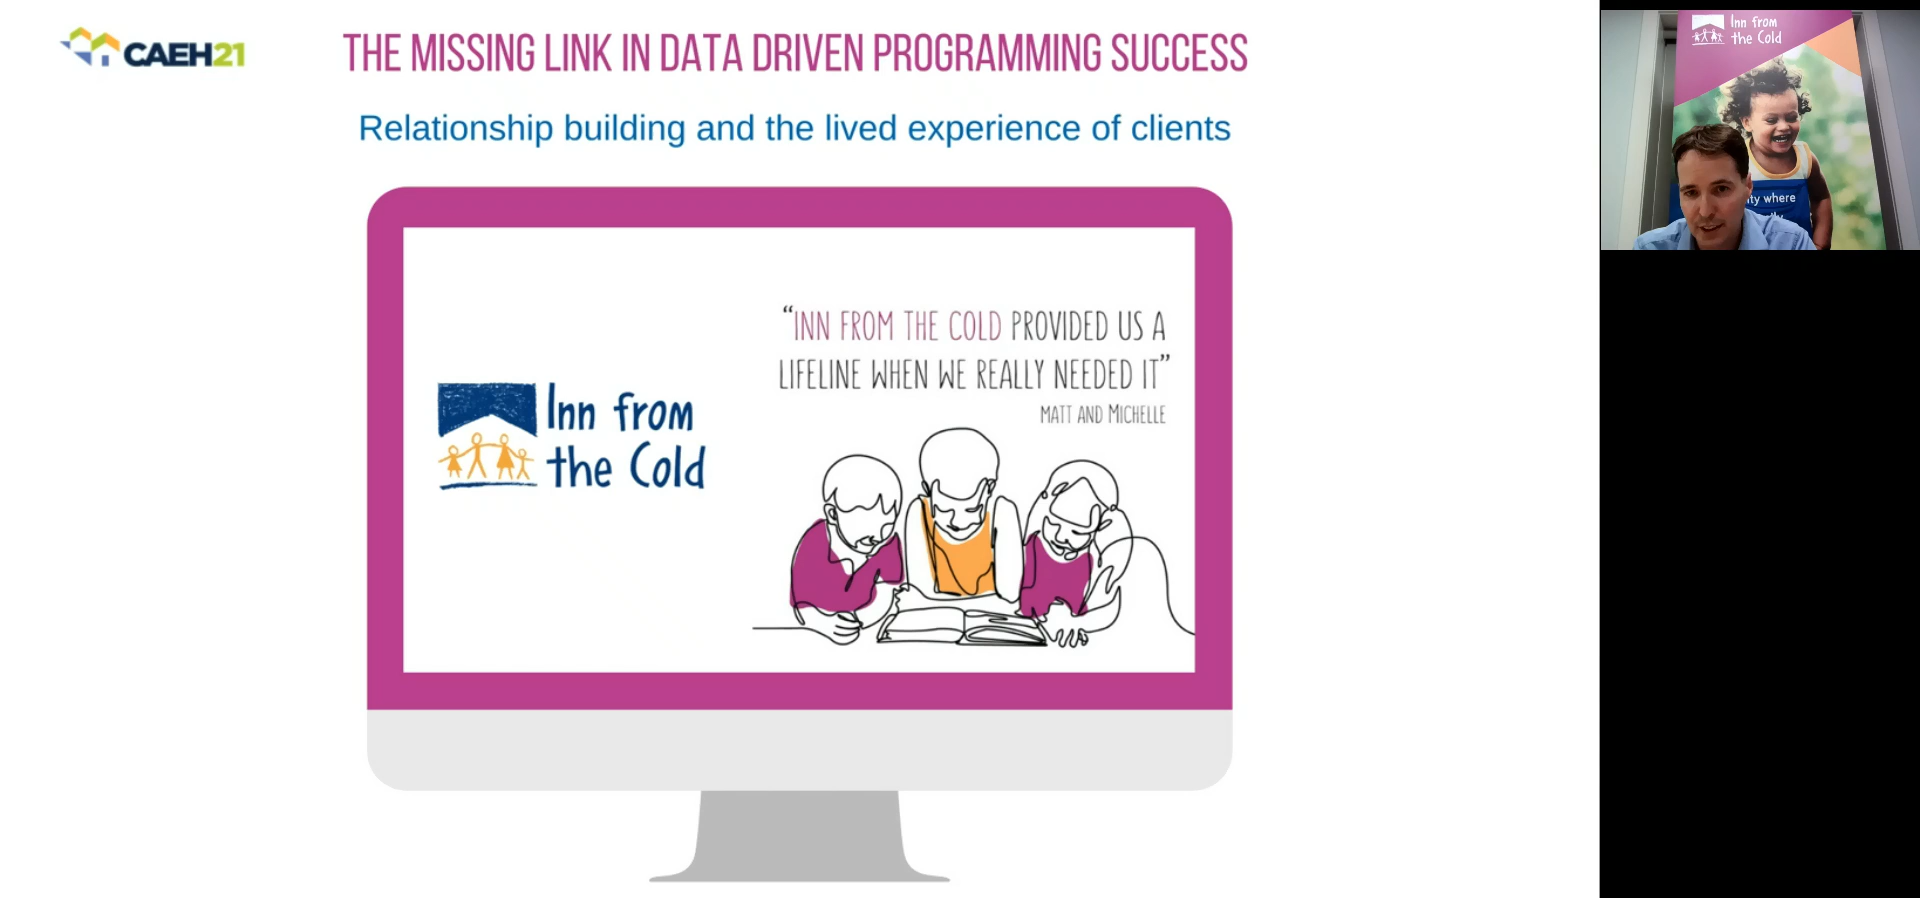 CAEH21
THE MISSING LINK IN DATA DRIVEN PROGRAMMING SUCCESS
Relationship building and the lived experience of clients
“INN FROM THE COLD PROVIDED US A
LIFELINE WHEN WE REALLY NEEDED IT”
MATT AND MICHELLE
Inn from
the Cold
Inn from
the Cold
ity where